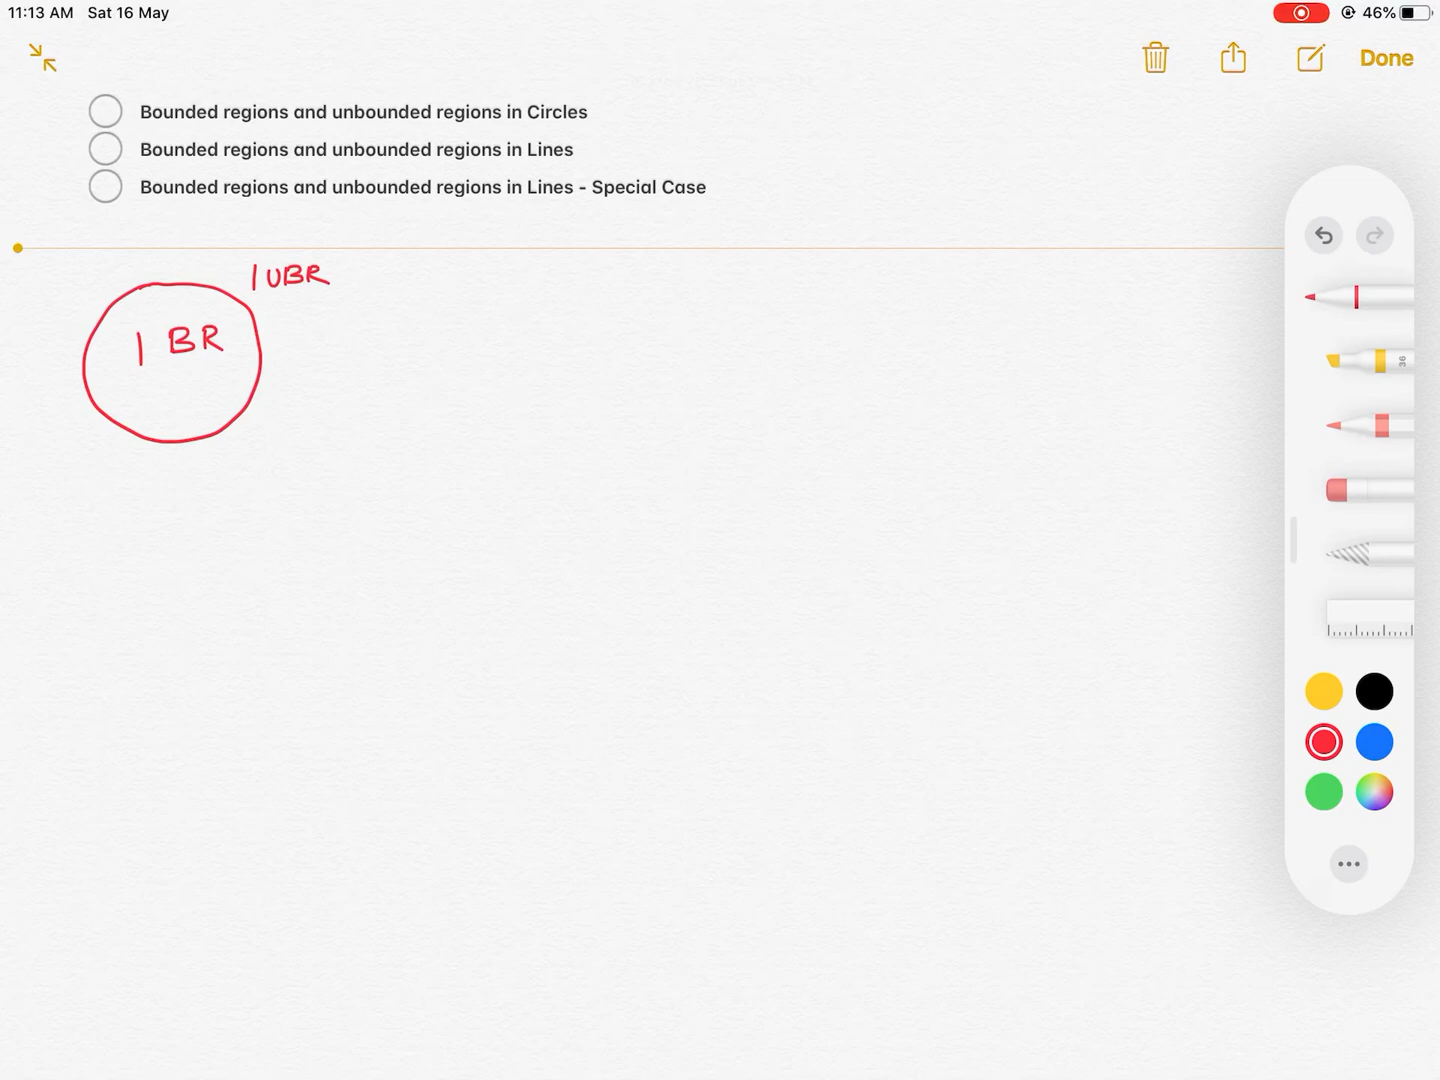 11:13 AM Sat 16 May
46%
Done
Bounded regions and unbounded regions in Circles
Bounded regions and unbounded regions in Lines
Bounded regions and unbounded regions in Lines - Special Case
1 UBR
1 BR
36